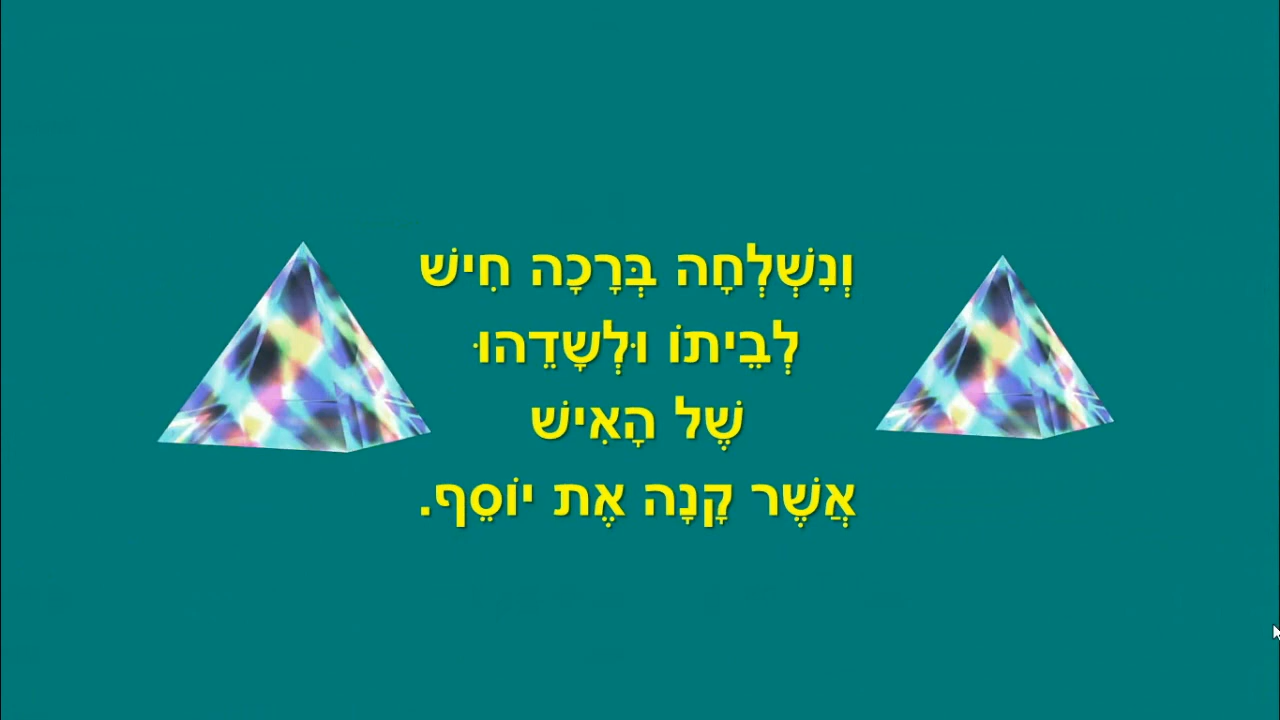 וְנִשְׁלְחָה בְּרָכָה חִישׁ
לְבֵיתוֹ וּלְשָׂדֵהוּ
שֶׁל הָאִישׁ
אֲשֶׁר קָנָה אֶת יוֹסֵף.